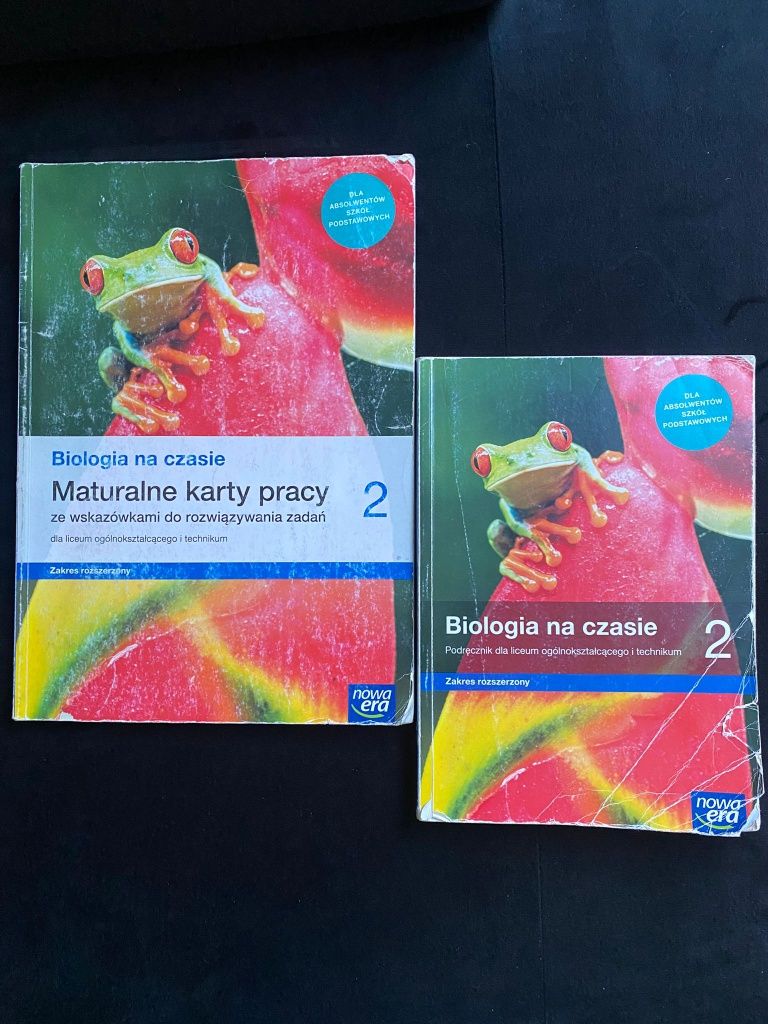 DLA
ABSOLWENTÓW
SZKÓŁ
PODSTAWOWYCH
Biologia na czasie
Maturalne karty pracy 2
ze wskazówkami do rozwiązywania zadań
dla liceum ogólnokształcącego i technikum
Zakres rozszerzony
nowa
era
DLA
ABSOLWENTÓW
SZKÓŁ
PODSTAWOWYCH
Biologia na czasie 2
Podręcznik dla liceum ogólnokształcącego i technikum
Zakres rozszerzony
nowa
era